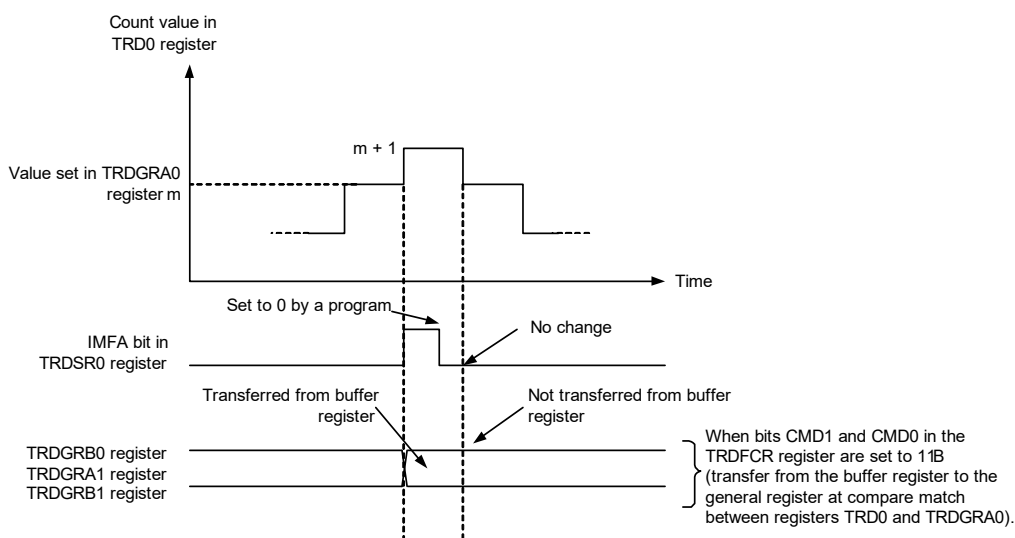 Count value in
TRD0 register
m + 1
Value set in TRDGRA0
register m
Time
Set to 0 by a program
No change
IMFA bit in
TRDSR0 register
Transferred from buffer
register
Not transferred from buffer
register
TRDGRB0 register
TRDGRA1 register
TRDGRB1 register
When bits CMD1 and CMD0 in the
TRDFCR register are set to 11B
(transfer from the buffer register to the
general register at compare match
between registers TRD0 and TRDGRA0).